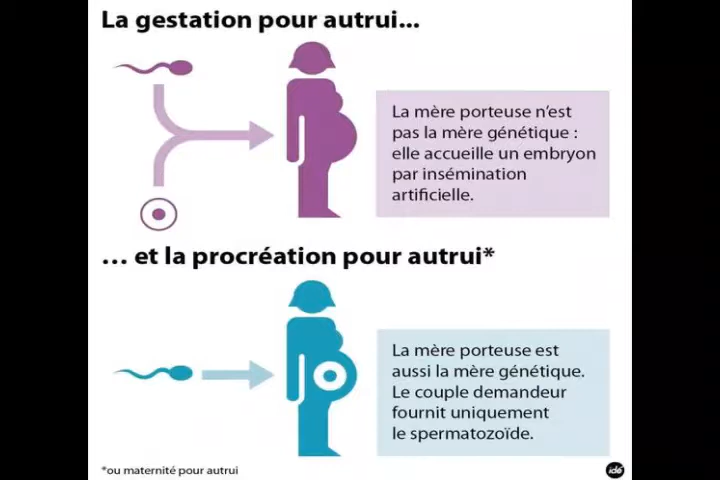 La gestation pour autrui...
La mère porteuse n’est
pas la mère génétique :
elle accueille un embryon
par insémination
artificielle.
... et la procréation pour autrui*
La mère porteuse est
aussi la mère génétique.
Le couple demandeur
fournit uniquement
le spermatozoïde.
*ou maternité pour autrui
idé